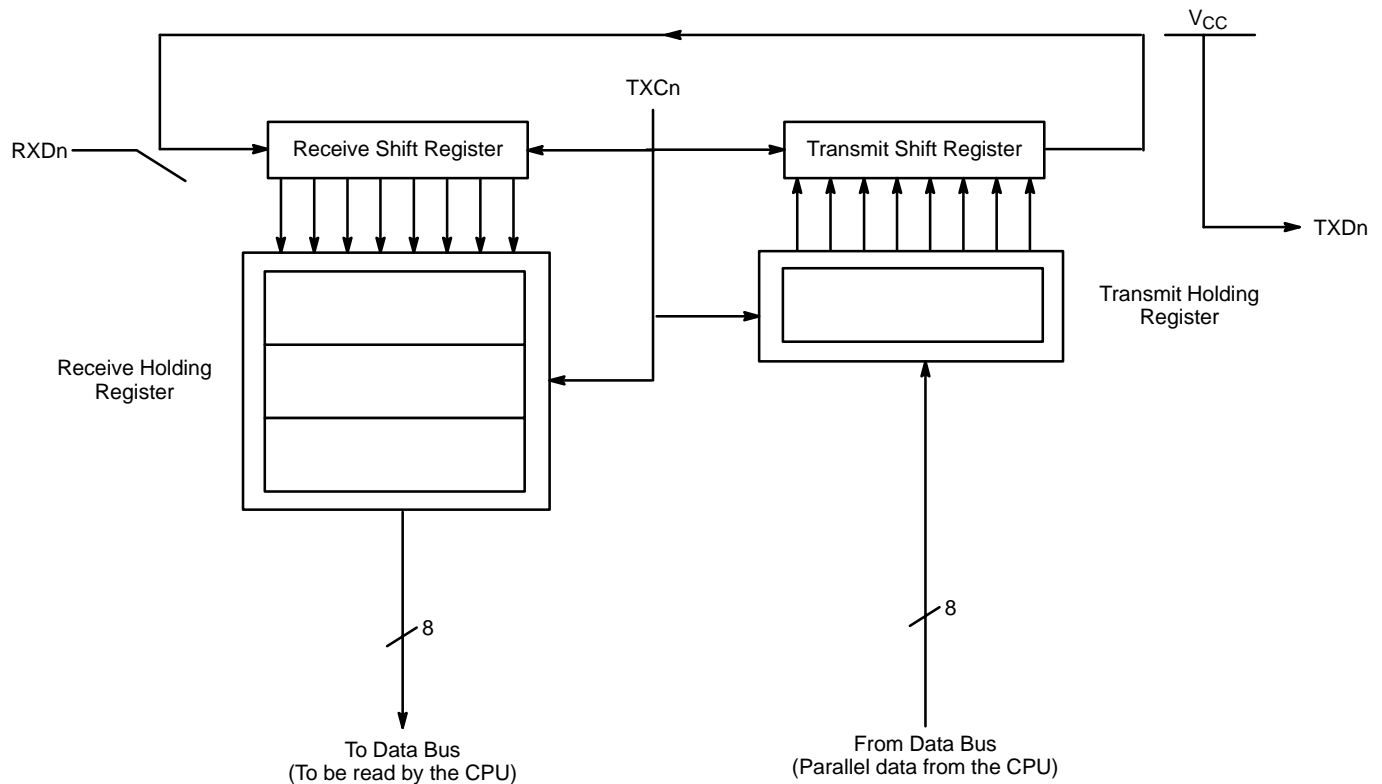 V_CC
TXCn
RXDn
Receive Shift Register
Transmit Shift Register
TXDn
Transmit Holding
Register
Receive Holding
Register
8
8
To Data Bus
(To be read by the CPU)
From Data Bus
(Parallel data from the CPU)